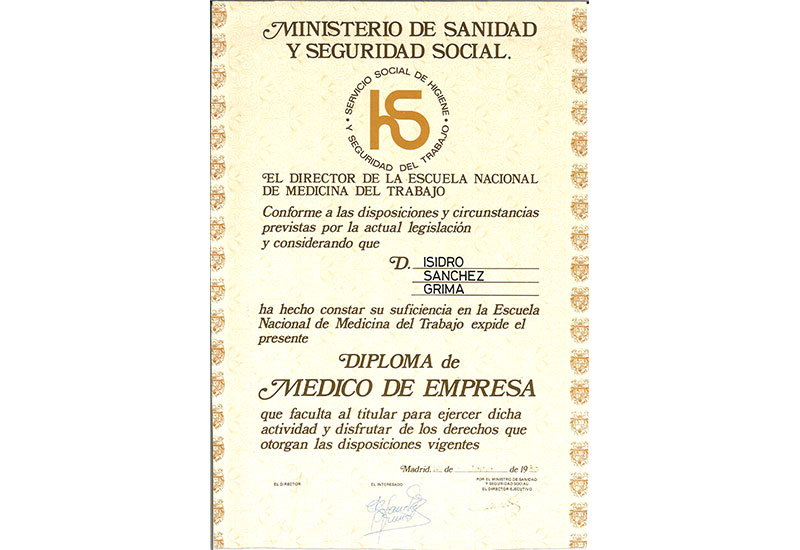 MINISTERIO DE SANIDAD
Y SEGURIDAD SOCIAL.
• SERVICIO SOCIAL DE HIGIENE •
Y SEGURIDAD DEL TRABAJO
hS
EL DIRECTOR DE LA ESCUELA NACIONAL
DE MEDICINA DEL TRABAJO
Conforme a las disposiciones y circunstancias
previstas por la actual legislación
y considerando que
D. ISIDRO
SANCHEZ
GRIMA
ha hecho constar su suficiencia en la Escuela
Nacional de Medicina del Trabajo expide el
presente
DIPLOMA de
MEDICO DE EMPRESA
que faculta al titular para ejercer dicha
actividad y disfrutar de los derechos que
otorgan las disposiciones vigentes
Madrid, de de 19
EL DIRECTOR
EL INTERESADO
POR EL MINISTRO DE SANIDAD
Y SEGURIDAD SOCIAL
EL DIRECTOR EJECUTIVO